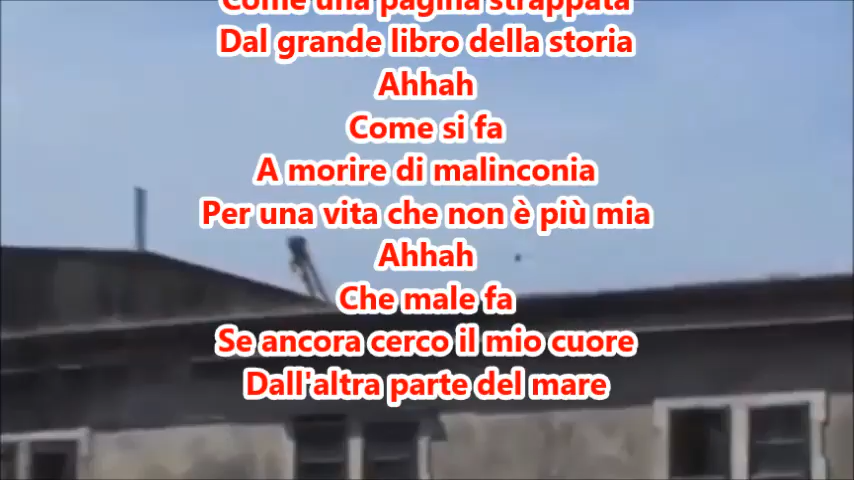 Come una pagina strappata
Dal grande libro della storia
Ahhah
Come si fa
A morire di malinconia
Per una vita che non è più mia
Ahhah
Che male fa
Se ancora cerco il mio cuore
Dall'altra parte del mare